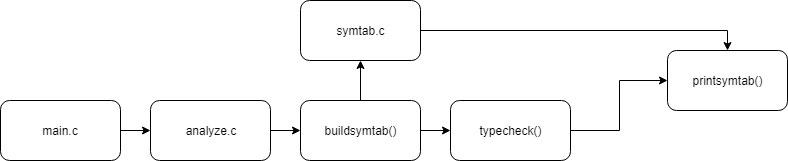 symtab.c
printsymtab()
main.c
analyze.c
buildsymtab()
typecheck()